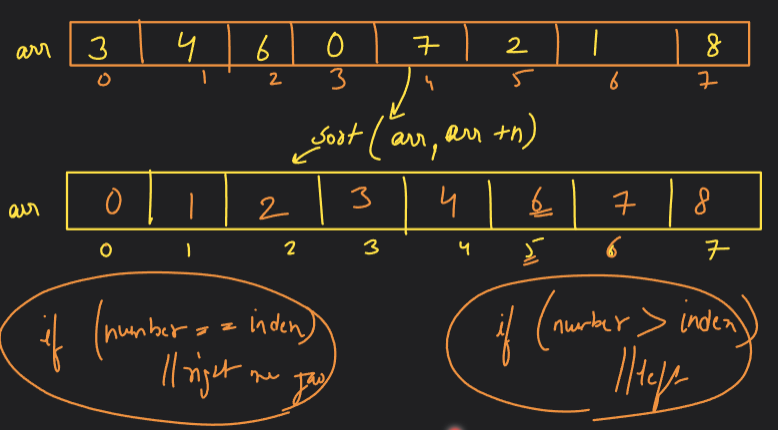 arr 3 4 6 0 7 2 1 8
0 1 2 3 4 5 6 7
sort (arr, arr +n)
arr 0 1 2 3 4 6 7 8
0 1 2 3 4 5 6 7
if (number == index)
// right me jao
if (number > index)
// left